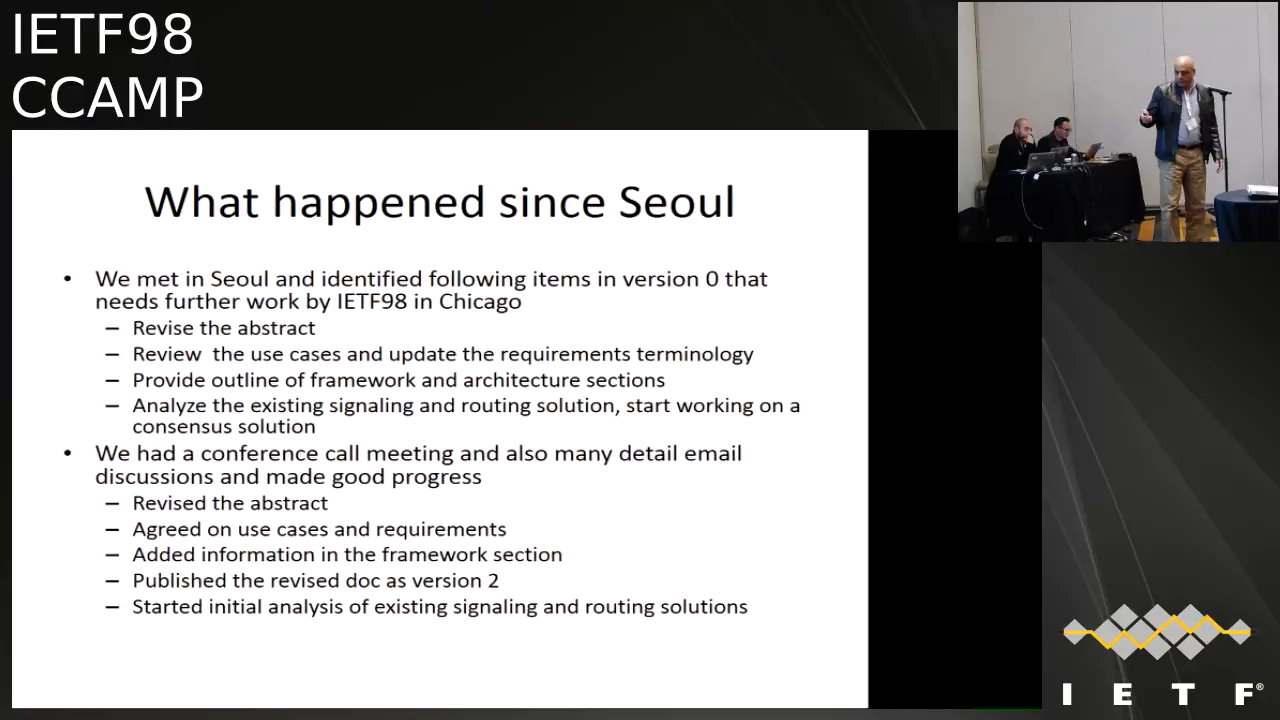 IETF98
CCAMP
What happened since Seoul
• We met in Seoul and identified following items in version 0 that
needs further work by IETF98 in Chicago
– Revise the abstract
– Review  the use cases and update the requirements terminology
– Provide outline of framework and architecture sections
– Analyze the existing signaling and routing solution, start working on a
consensus solution
• We had a conference call meeting and also many detail email
discussions and made good progress
– Revised the abstract
– Agreed on use cases and requirements
– Added information in the framework section
– Published the revised doc as version 2
– Started initial analysis of existing signaling and routing solutions
I E T F®